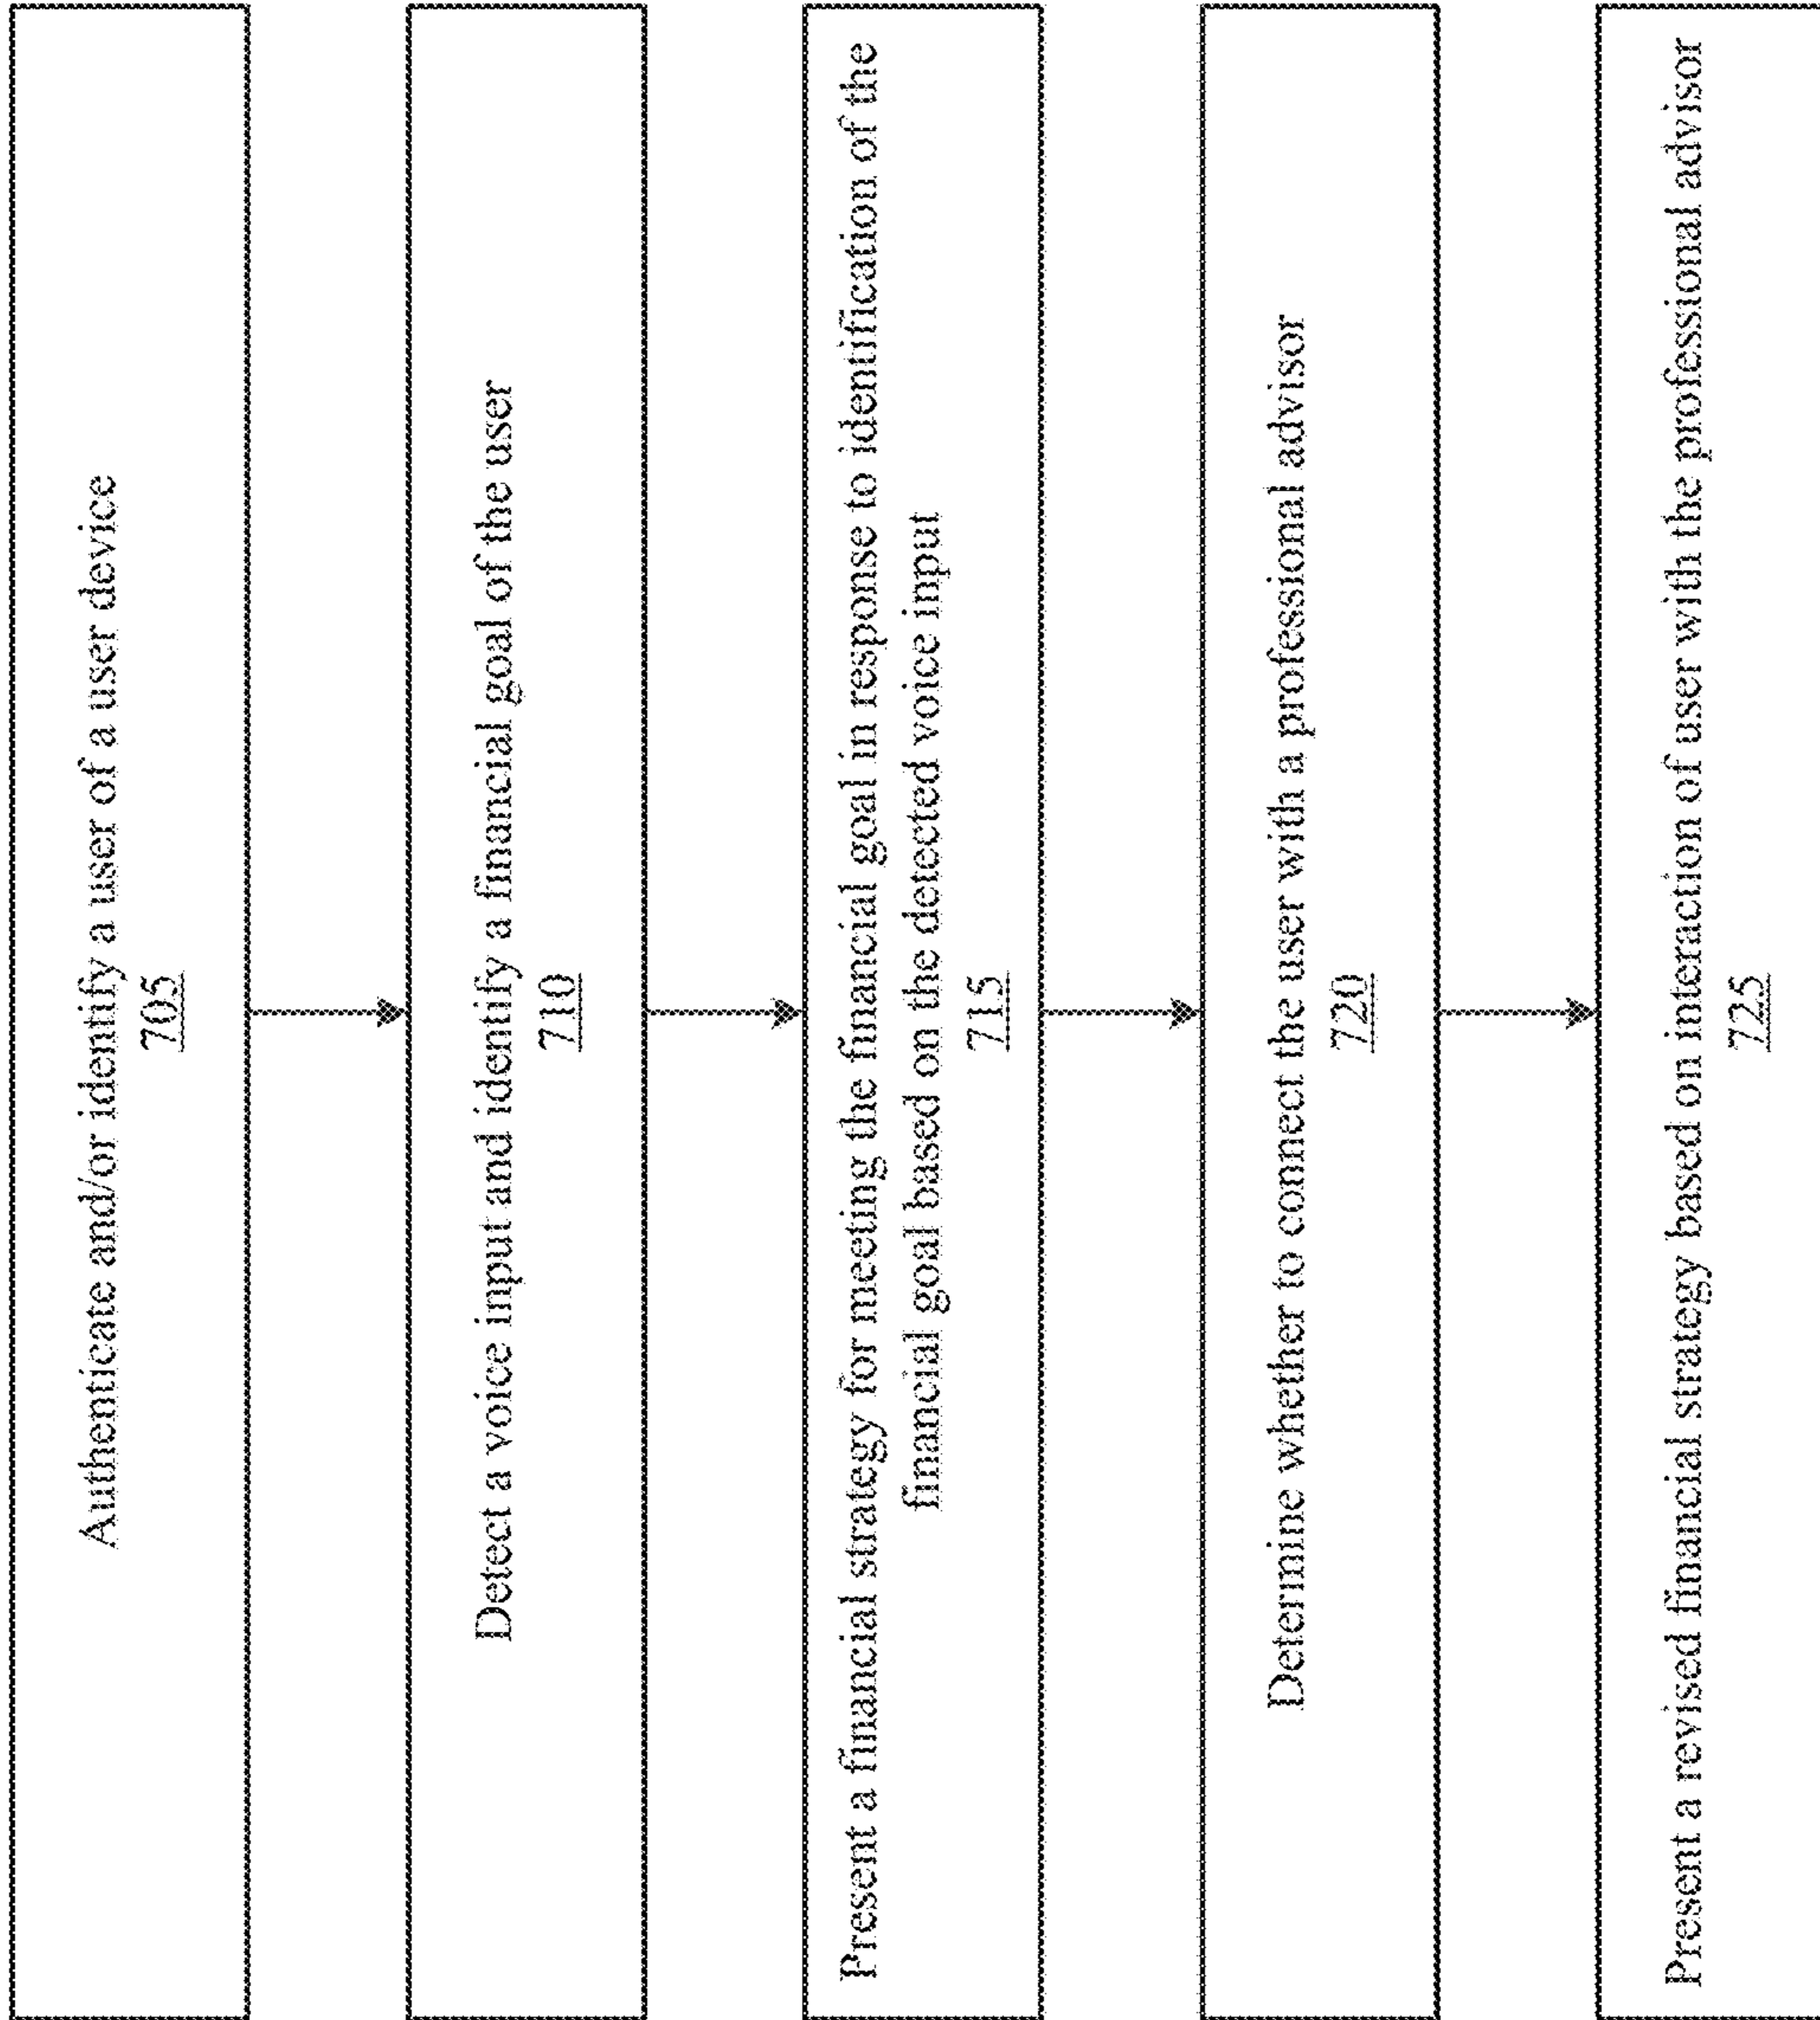 Authenticate and/or identify a user of a user device
705
Detect a voice input and identify a financial goal of the user
710
Present a financial strategy for meeting the financial goal in response to identification of the
financial goal based on the detected voice input
715
Determine whether to connect the user with a professional advisor
720
Present a revised financial strategy based on interaction of user with the professional advisor
725